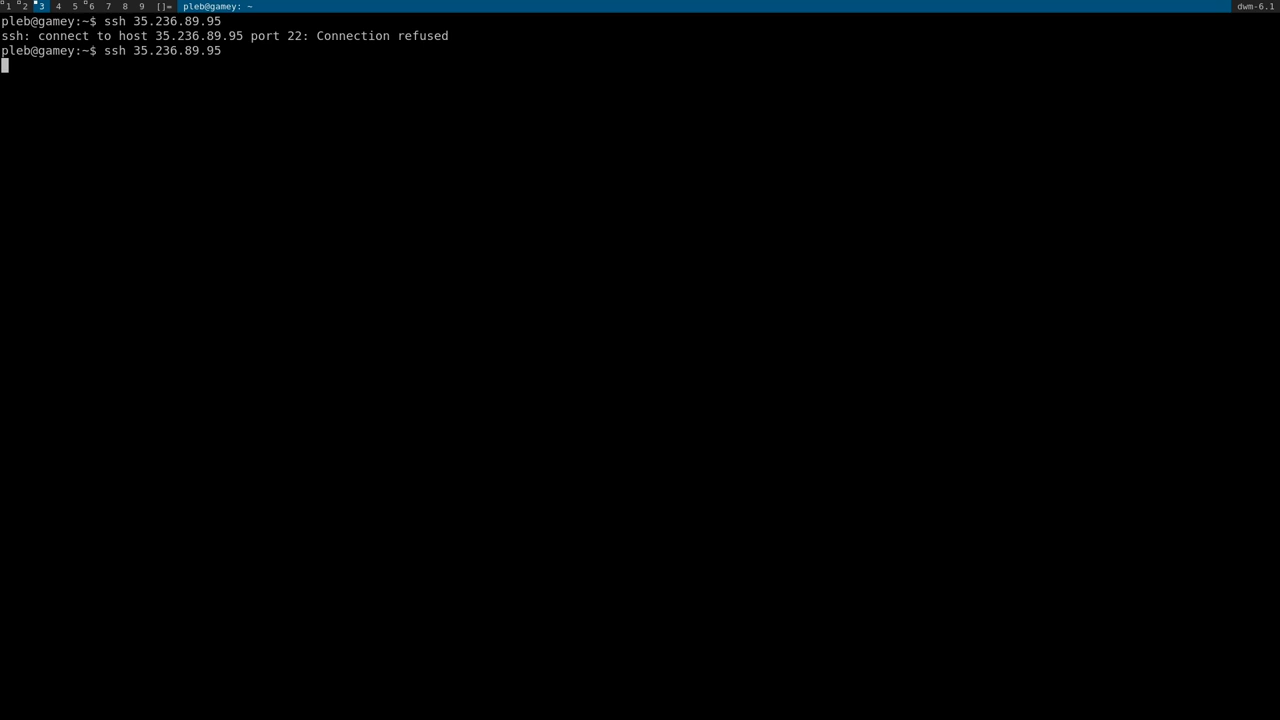 1 2 3 4 5 6 7 8 9 []= pleb@gamey: ~ dwm-6.1
pleb@gamey:~$ ssh 35.236.89.95
ssh: connect to host 35.236.89.95 port 22: Connection refused
pleb@gamey:~$ ssh 35.236.89.95